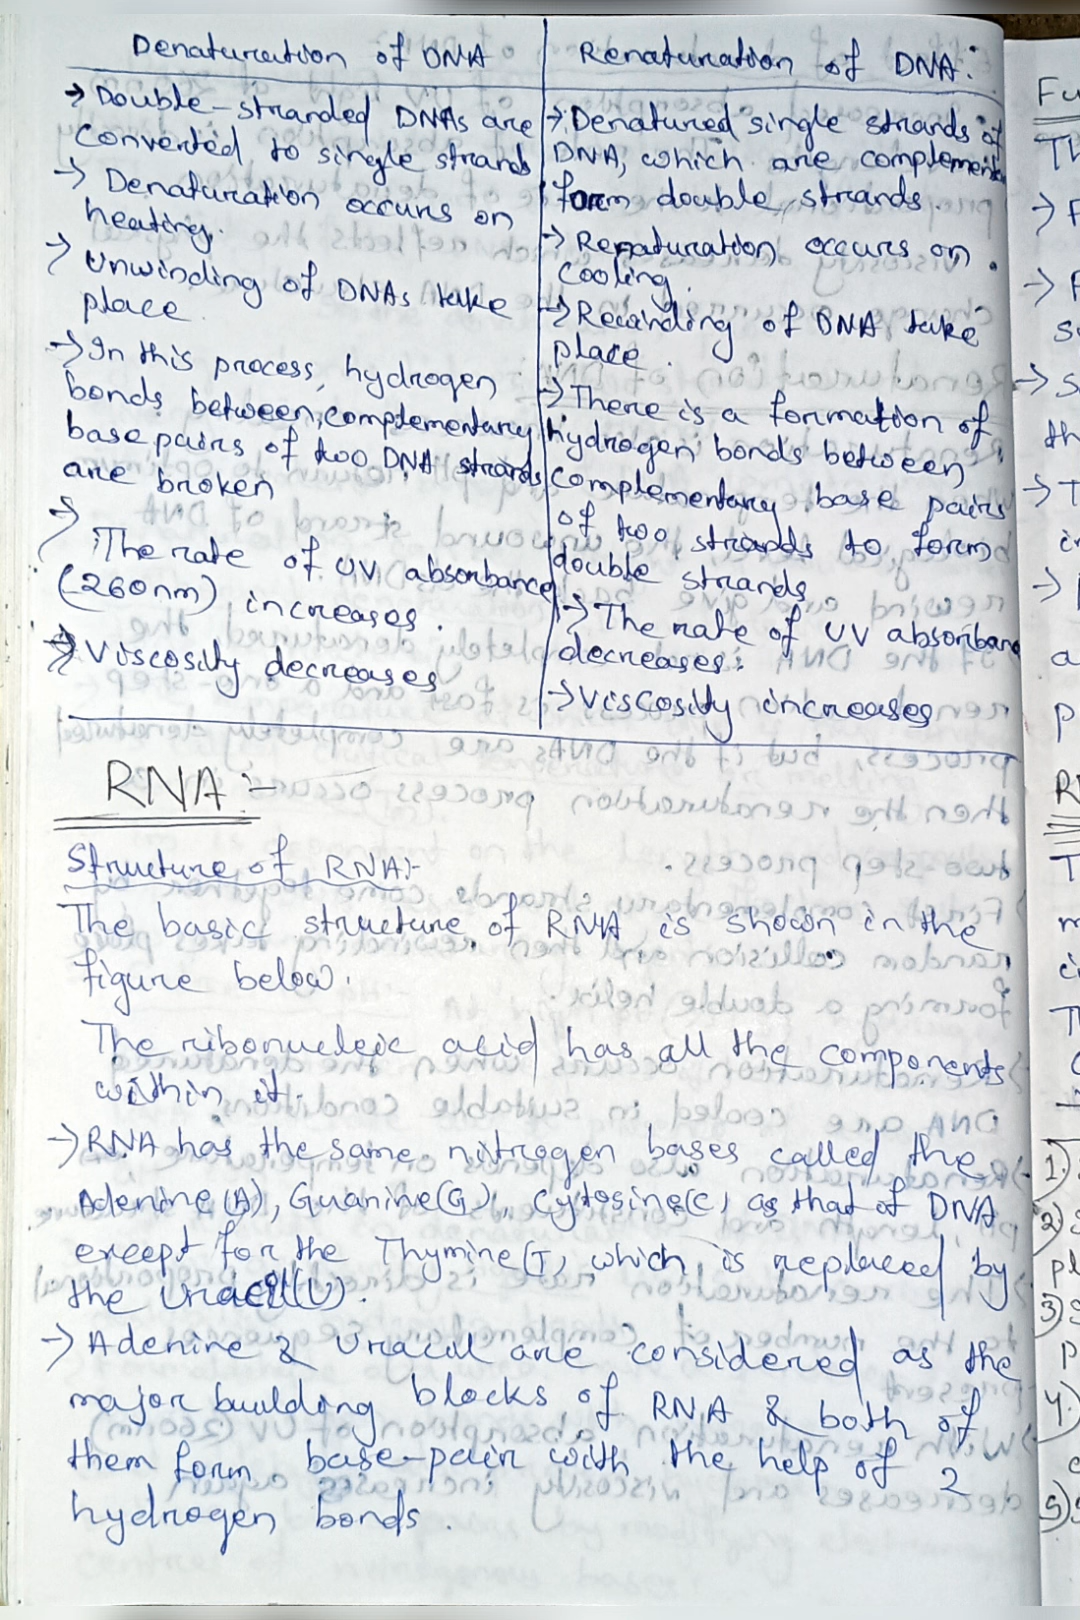 Denaturation of DNA
→ Double-stranded DNAs are
converted to single strands
→ Denaturation occurs on
heating.
→ Unwinding of DNAs take
place.
→ In this process, hydrogen
bonds between complementary
base pairs of two DNA strands
are broken
→
The rate of UV absorbance
(260nm) increases.
→ Viscosity decreases
Renaturation of DNA:
→ Denatured single strands of
DNA, which are complement
form double strands
→ Renaturation occurs on
cooling.
→ Rewinding of DNA take
place.
→ There is a formation of
hydrogen bonds between
complementary base pairs
of two strands to form
double strands
→ The rate of UV absorbane
decreases.
→ Viscosity increases
RNA:-
Structure of RNA:-
The basic structure of RNA is shown in the
figure below.
The ribonucleic acid has all the components
within it.
→ RNA has the same nitrogen bases called the
Adenine(A), Guanine(G), Cytosine(C) as that of DNA
except for the Thymine(T) which is replaced by
the Uracil(U).
→ Adenine & Uracil are considered as the
major building blocks of RNA & both of
them form base-pair with the help of 2
hydrogen bonds.
1.)
2)
3)
4)
5)